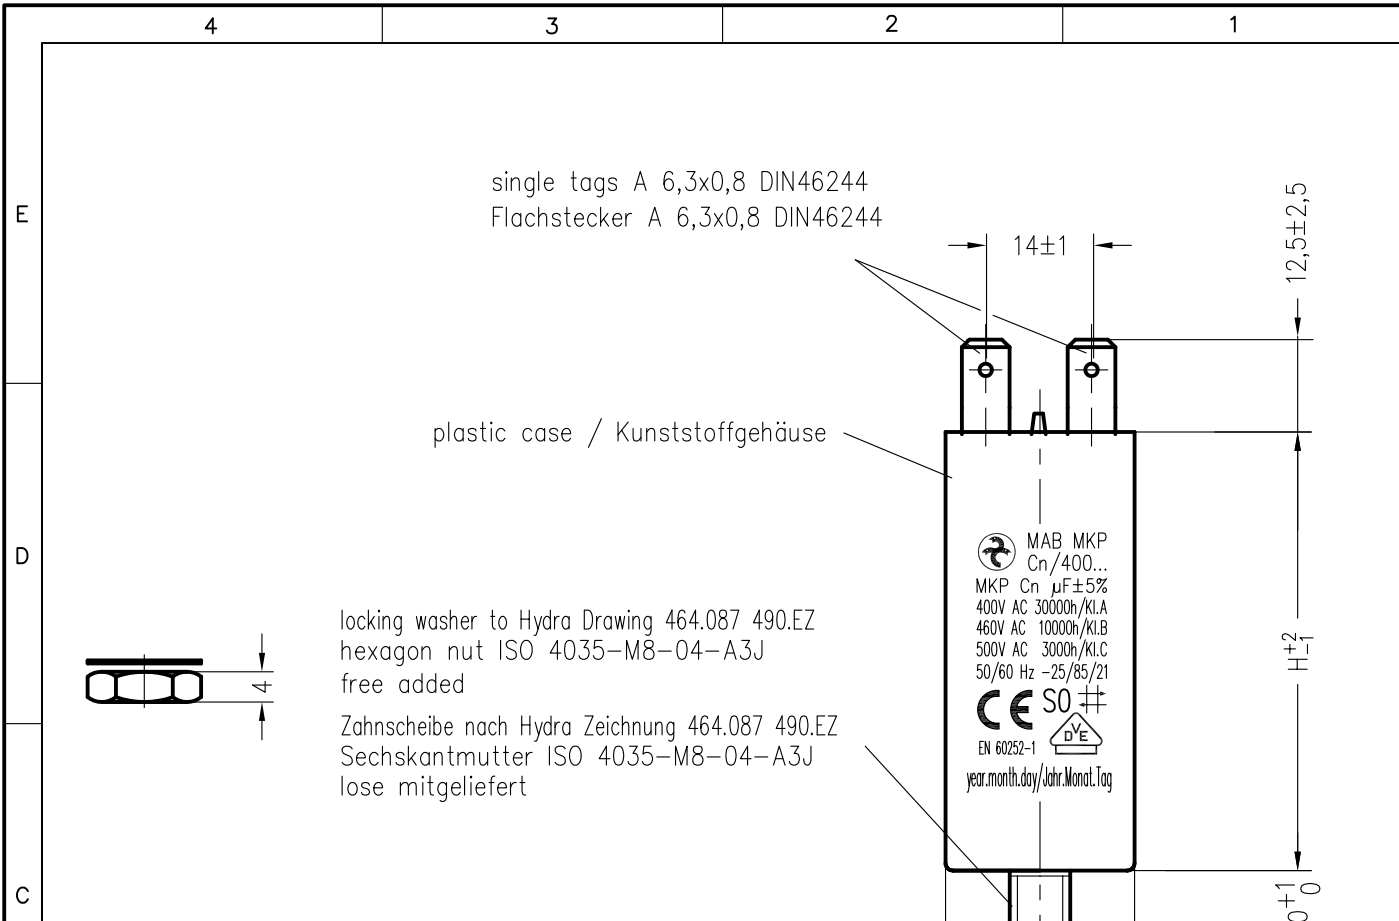 4
3
2
1
E
D
C
single tags A 6,3x0,8 DIN46244
Flachstecker A 6,3x0,8 DIN46244
14±1
12,5±2,5
plastic case / Kunststoffgehäuse
MAB MKP
Cn/400...
MKP Cn µF±5%
400V AC 30000h/Kl.A
460V AC 10000h/Kl.B
500V AC 3000h/Kl.C
50/60 Hz -25/85/21
CE S0
VDE
EN 60252-1
year.month.day/Jahr.Monat.Tag
H+2-1
locking washer to Hydra Drawing 464.087 490.EZ
hexagon nut ISO 4035-M8-04-A3J
free added
4
Zahnscheibe nach Hydra Zeichnung 464.087 490.EZ
Sechskantmutter ISO 4035-M8-04-A3J
lose mitgeliefert
0+1 0